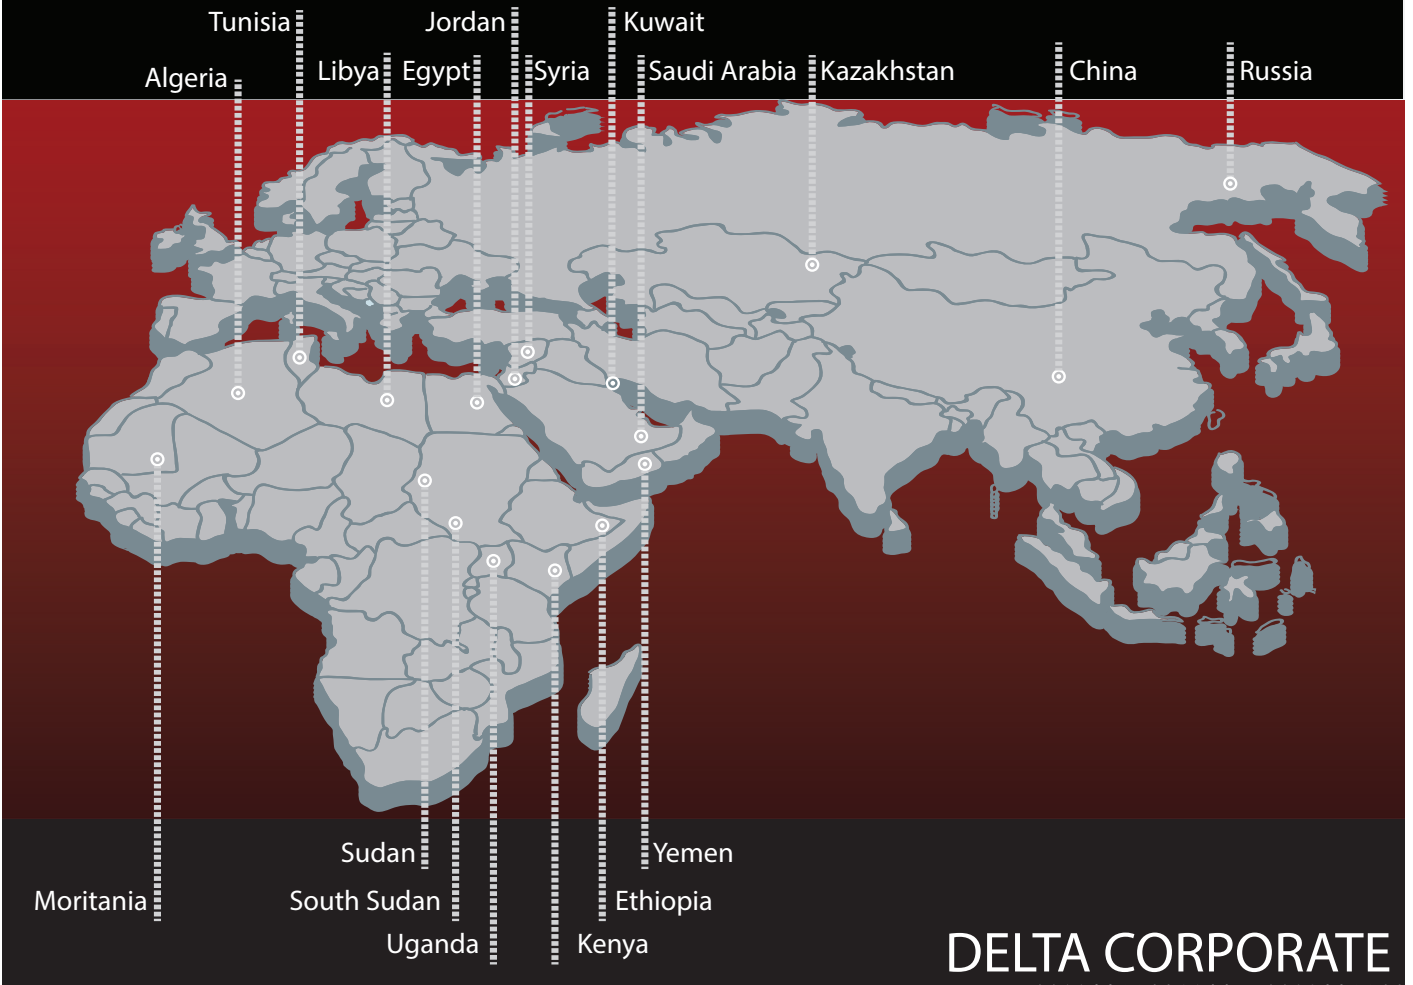 Tunisia
Jordan
Kuwait
Algeria
Libya
Egypt
Syria
Saudi Arabia
Kazakhstan
China
Russia
Sudan
Yemen
Moritania
South Sudan
Ethiopia
Uganda
Kenya
DELTA CORPORATE